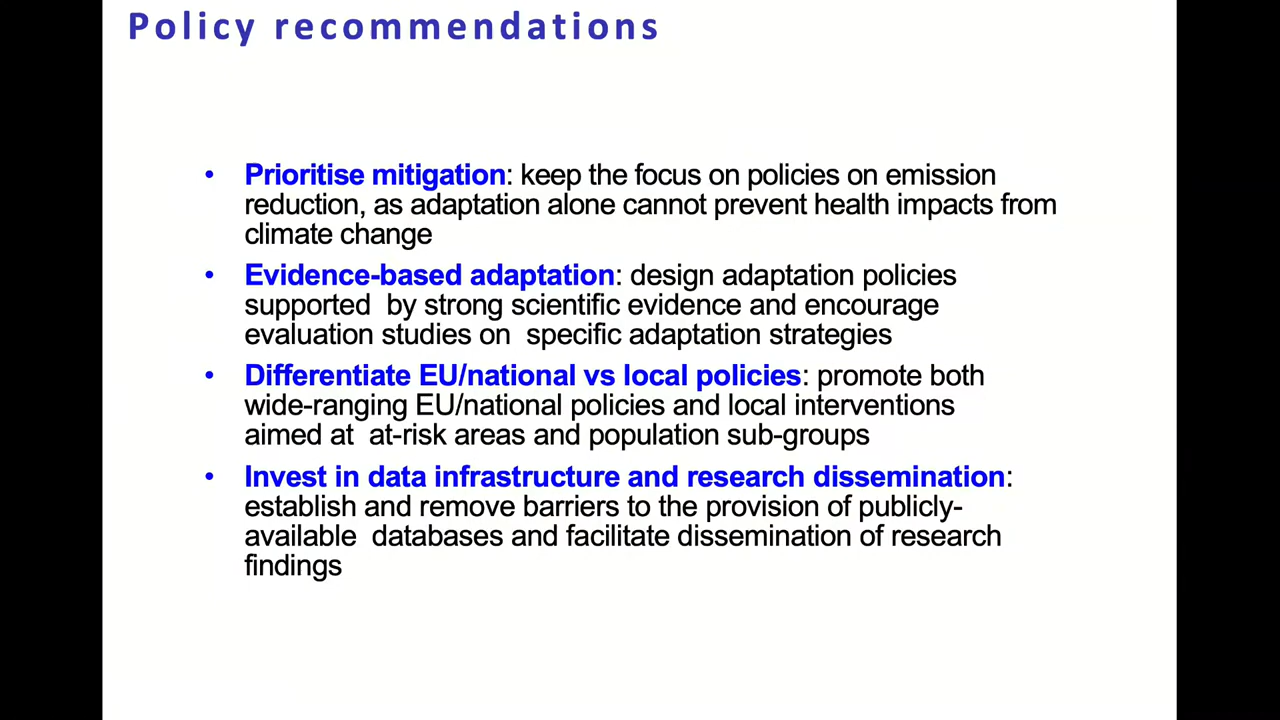 Policy recommendations
• Prioritise mitigation: keep the focus on policies on emission
reduction, as adaptation alone cannot prevent health impacts from
climate change
• Evidence-based adaptation: design adaptation policies
supported  by strong scientific evidence and encourage
evaluation studies on  specific adaptation strategies
• Differentiate EU/national vs local policies: promote both
wide-ranging EU/national policies and local interventions
aimed at  at-risk areas and population sub-groups
• Invest in data infrastructure and research dissemination:
establish and remove barriers to the provision of publicly-
available  databases and facilitate dissemination of research
findings